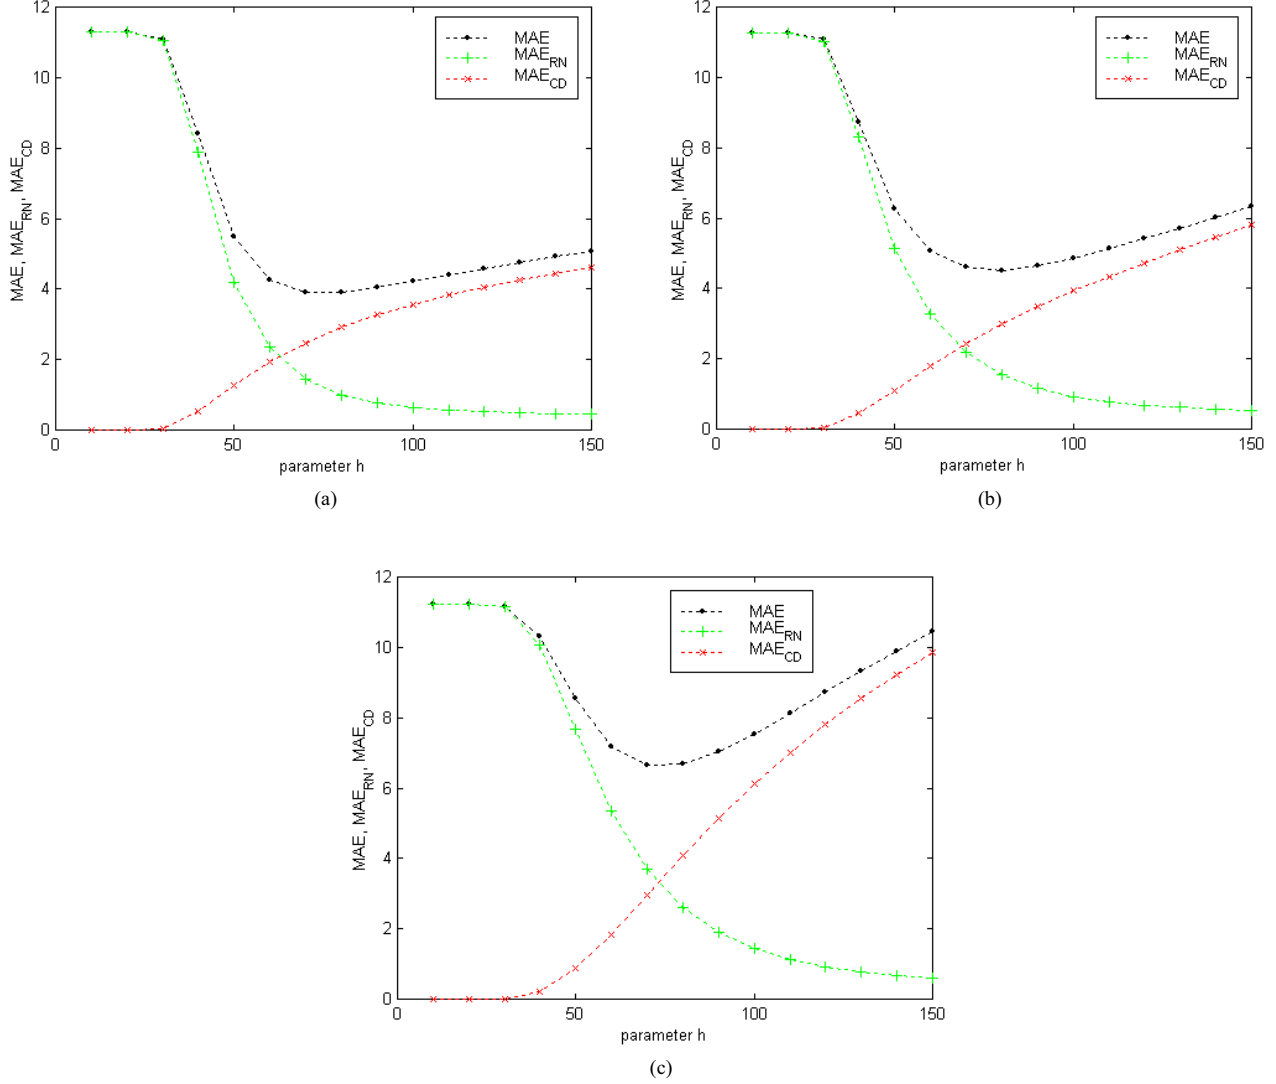 12
10
8
6
4
2
0
MAE, MAE_RN, MAE_CD
MAE
MAE_RN
MAE_CD
0 50 100 150
parameter h
(a)
12
10
8
6
4
2
0
MAE, MAE_RN, MAE_CD
MAE
MAE_RN
MAE_CD
0 50 100 150
parameter h
(b)
12
10
8
6
4
2
0
MAE, MAE_RN, MAE_CD
MAE
MAE_RN
MAE_CD
0 50 100 150
parameter h
(c)